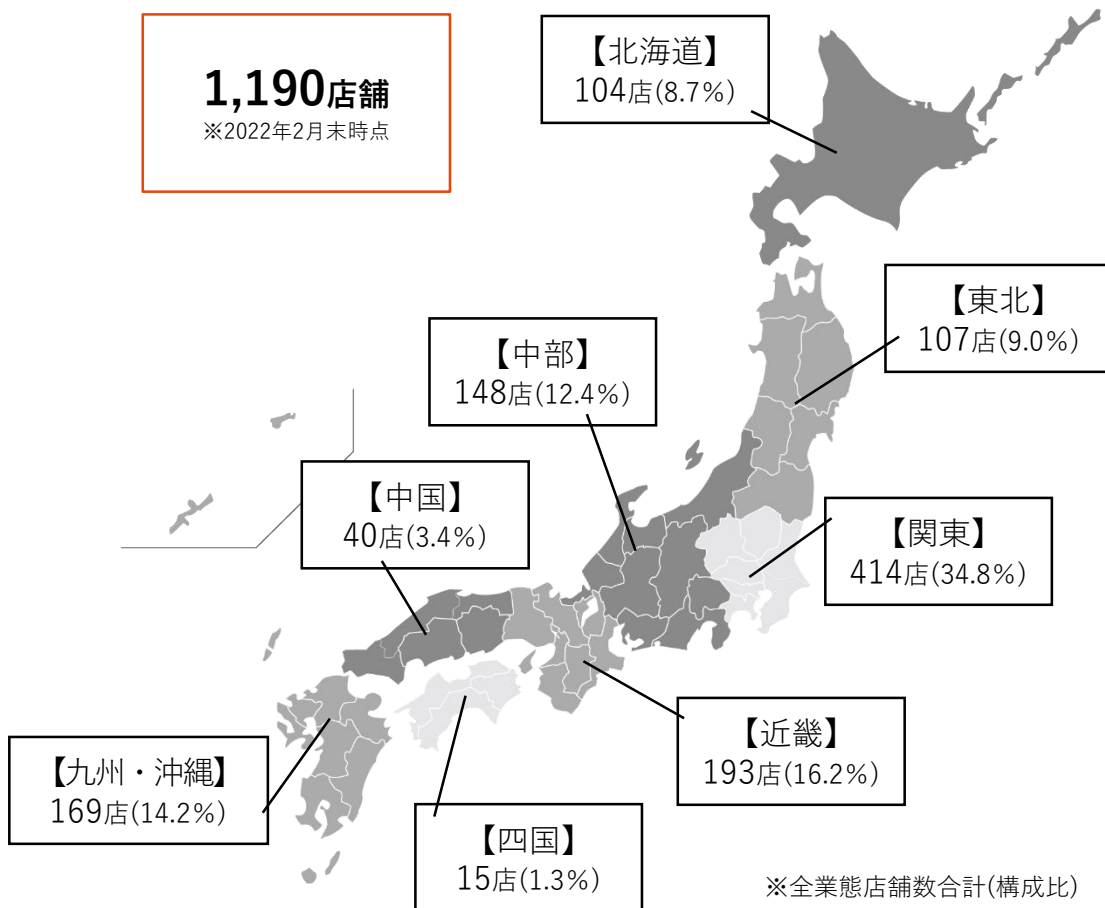 1,190店舗
※2022年2月末時点
【北海道】
104店(8.7%)
【東北】
107店(9.0%)
【中部】
148店(12.4%)
【中国】
40店(3.4%)
【関東】
414店(34.8%)
【近畿】
193店(16.2%)
【九州・沖縄】
169店(14.2%)
【四国】
15店(1.3%)
※全業態店舗数合計(構成比)